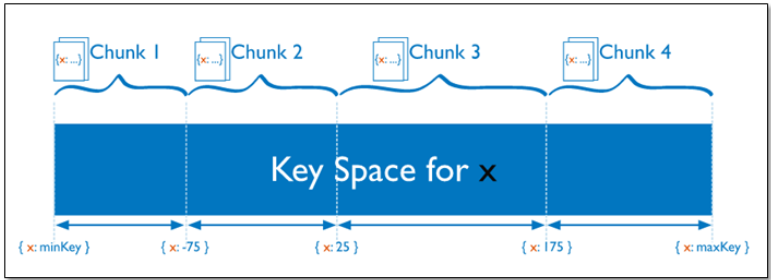 Chunk 1
Chunk 2
Chunk 3
Chunk 4
{x: ...}
{x: ...}
{x: ...}
{x: ...}
Key Space for x
{ x: minKey }
{ x: -75 }
{ x: 25 }
{ x: 175 }
{ x: maxKey }